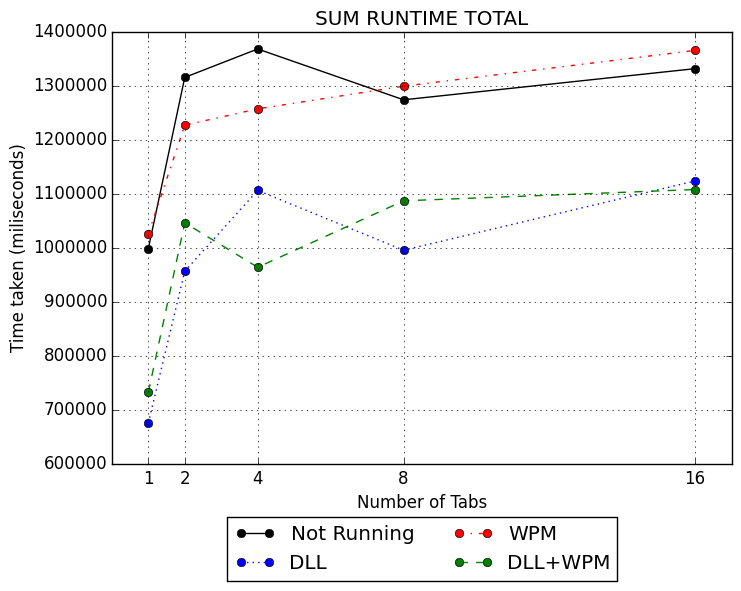 SUM RUNTIME TOTAL
1400000
1300000
1200000
1100000
1000000
900000
800000
700000
600000
Time taken (miliseconds)
1 2 4 8 16
Number of Tabs
Not Running WPM
DLL DLL+WPM